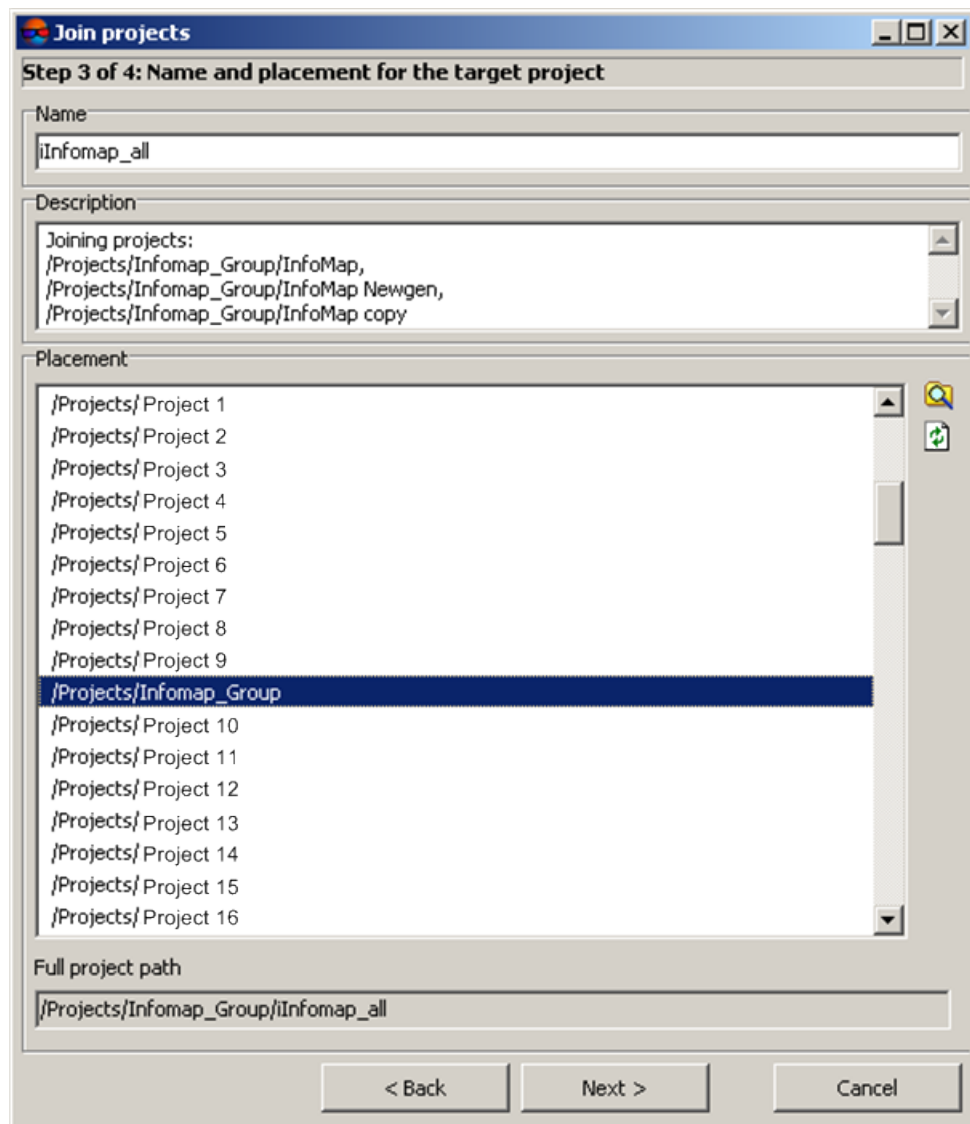 Join projects
Step 3 of 4: Name and placement for the target project
Name
iInfomap_all
Description
Joining projects:
/Projects/Infomap_Group/InfoMap,
/Projects/Infomap_Group/InfoMap Newgen,
/Projects/Infomap_Group/InfoMap copy
Placement
/Projects/ Project 1
/Projects/ Project 2
/Projects/ Project 3
/Projects/ Project 4
/Projects/ Project 5
/Projects/ Project 6
/Projects/ Project 7
/Projects/ Project 8
/Projects/ Project 9
/Projects/Infomap_Group
/Projects/ Project 10
/Projects/ Project 11
/Projects/ Project 12
/Projects/ Project 13
/Projects/ Project 14
/Projects/ Project 15
/Projects/ Project 16
Full project path
/Projects/Infomap_Group/iInfomap_all
< Back Next > Cancel